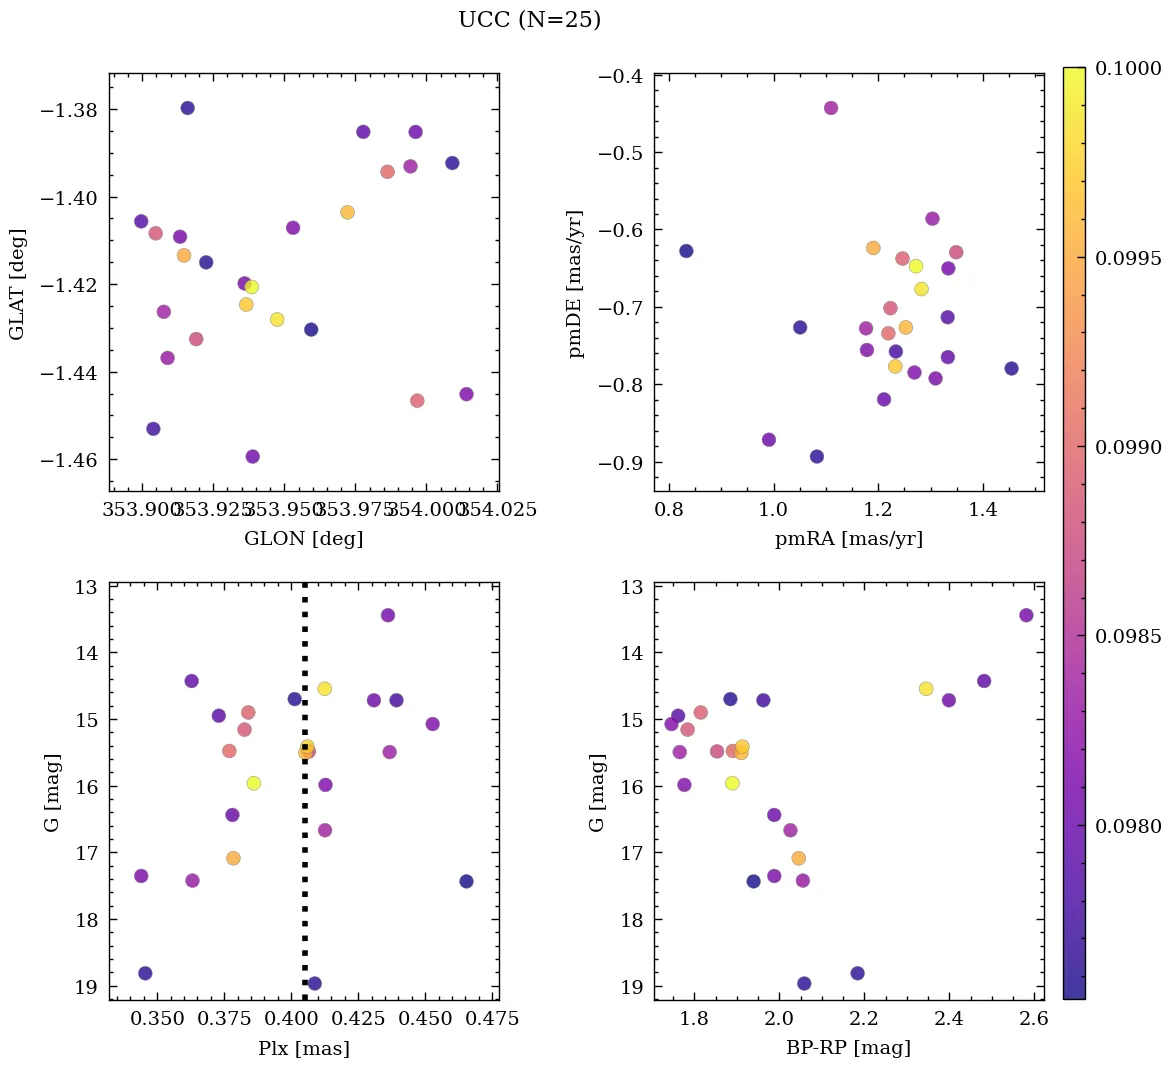 UCC (N=25)
−1.38
−1.40
−1.42
−1.44
−1.46
GLAT [deg]
353.900 353.925 353.950 353.975 354.000 354.025
GLON [deg]
−0.4
−0.5
−0.6
−0.7
−0.8
−0.9
pmDE [mas/yr]
0.8 1.0 1.2 1.4
pmRA [mas/yr]
13
14
15
16
17
18
19
G [mag]
0.350 0.375 0.400 0.425 0.450 0.475
Plx [mas]
13
14
15
16
17
18
19
G [mag]
1.8 2.0 2.2 2.4 2.6
BP-RP [mag]
0.1000
0.0995
0.0990
0.0985
0.0980